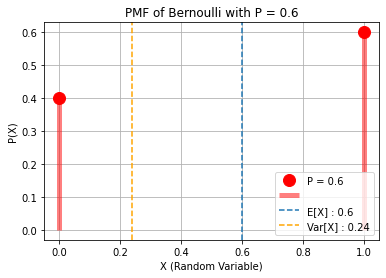 PMF of Bernoulli with P = 0.6
P(X)
0.6
0.5
0.4
0.3
0.2
0.1
0.0
0.0 0.2 0.4 0.6 0.8 1.0
X (Random Variable)
P = 0.6
E[X] : 0.6
Var[X] : 0.24